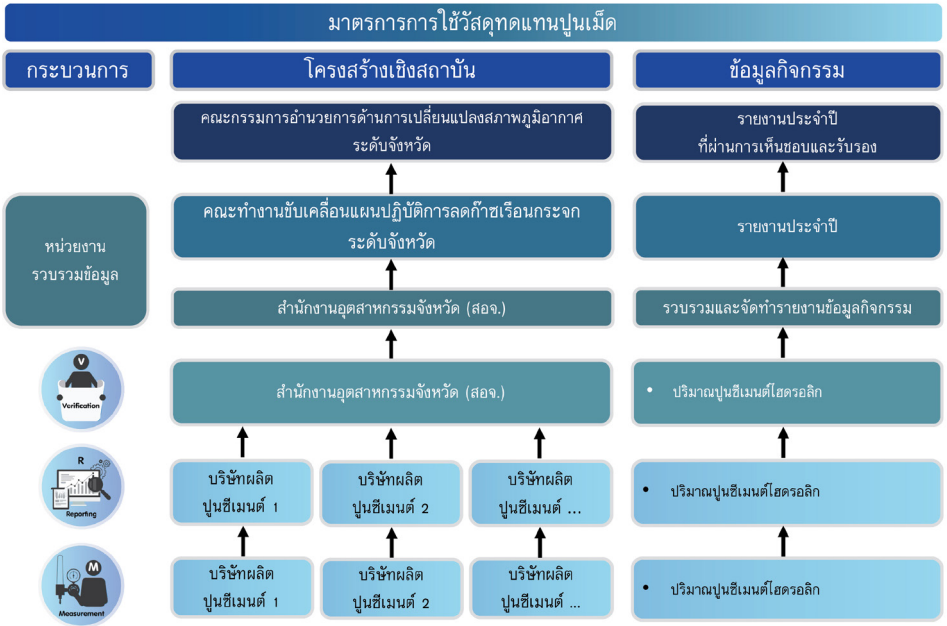 มาตรการการใช้วัสดุทดแทนปูนเม็ด
กระบวนการ
โครงสร้างเชิงสถาบัน
ข้อมูลกิจกรรม
คณะกรรมการอำนวยการด้านการเปลี่ยนแปลงสภาพภูมิอากาศ
ระดับจังหวัด
รายงานประจำปี
ที่ผ่านการเห็นชอบและรับรอง
หน่วยงาน
รวบรวมข้อมูล
คณะทำงานขับเคลื่อนแผนปฏิบัติการลดก๊าซเรือนกระจก
ระดับจังหวัด
รายงานประจำปี
สำนักงานอุตสาหกรรมจังหวัด (สอจ.)
รวบรวมและจัดทำรายงานข้อมูลกิจกรรม
V
Verification
สำนักงานอุตสาหกรรมจังหวัด (สอจ.)
• ปริมาณปูนซีเมนต์ไฮดรอลิก
R
Reporting
บริษัทผลิต
ปูนซีเมนต์ 1
บริษัทผลิต
ปูนซีเมนต์ 2
บริษัทผลิต
ปูนซีเมนต์ ...
• ปริมาณปูนซีเมนต์ไฮดรอลิก
M
Measurement
บริษัทผลิต
ปูนซีเมนต์ 1
บริษัทผลิต
ปูนซีเมนต์ 2
บริษัทผลิต
ปูนซีเมนต์ ...
• ปริมาณปูนซีเมนต์ไฮดรอลิก